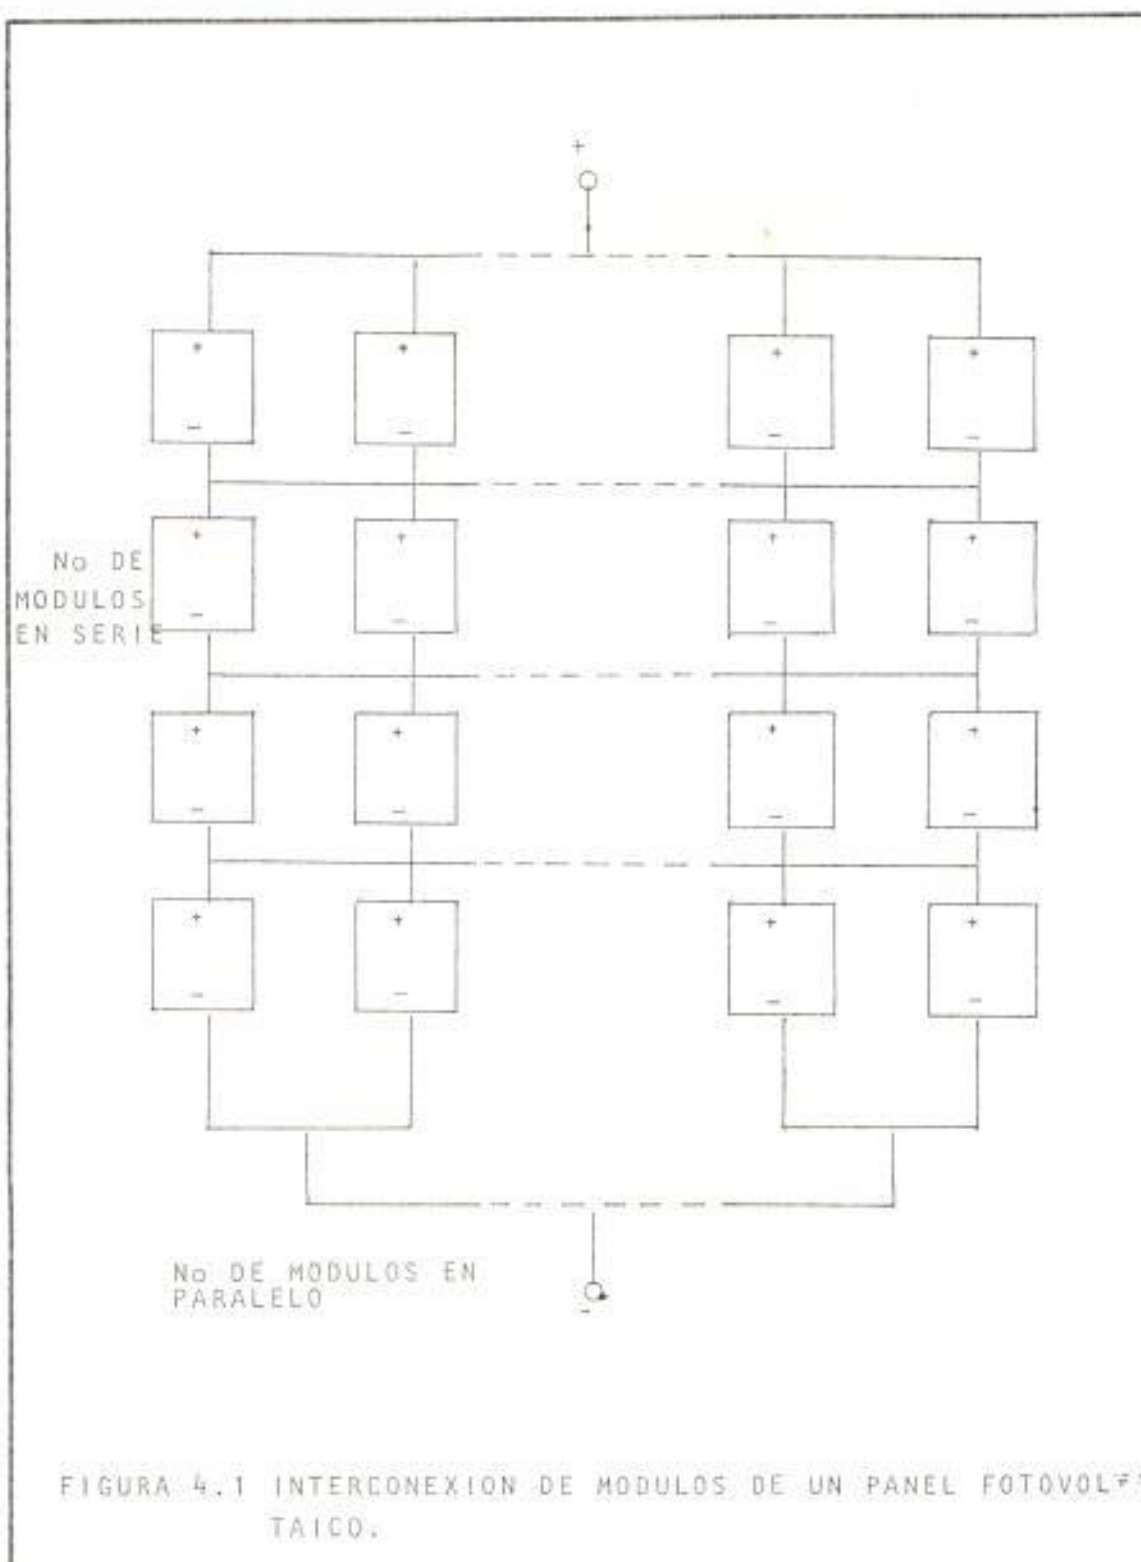 +
+ + + +
— — — —
+ + + +
— — — —
No DE
MODULOS
EN SERIE
+ + + +
— — — —
+ + + +
— — — —
No DE MODULOS EN
PARALELO
-
FIGURA 4.1 INTERCONEXION DE MODULOS DE UN PANEL FOTOVOL
TAICO.